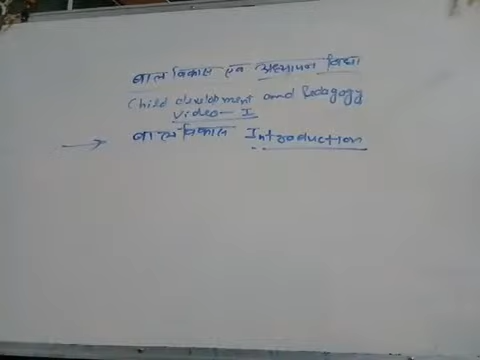 बाल विकास एवं अध्यापन विधा
Child development and Pedagogy
Video - I
→ बाल विकास Introduction